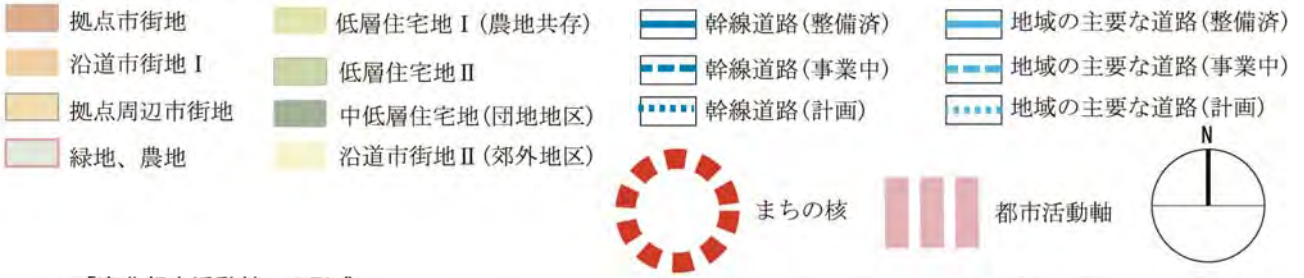 拠点市街地
沿道市街地Ⅰ
拠点周辺市街地
緑地、農地
低層住宅地Ⅰ(農地共存)
低層住宅地Ⅱ
中低層住宅地(団地地区)
沿道市街地Ⅱ(郊外地区)
幹線道路(整備済)
幹線道路(事業中)
幹線道路(計画)
地域の主要な道路(整備済)
地域の主要な道路(事業中)
地域の主要な道路(計画)
まちの核
都市活動軸
N